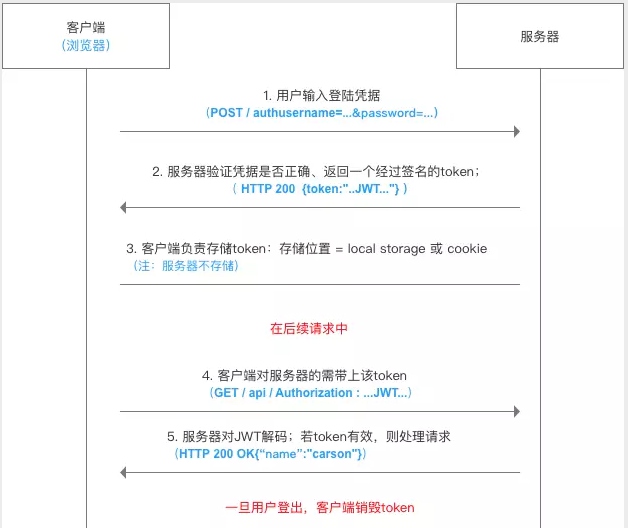 客户端
（浏览器）
服务器
1. 用户输入登陆凭据
（POST / authusername=...&password=...）
2. 服务器验证凭据是否正确、返回一个经过签名的token；
（ HTTP 200  {token:"..JWT..."} ）
3. 客户端负责存储token：存储位置 = local storage 或 cookie
（注：服务器不存储）
在后续请求中
4. 客户端对服务器的需带上该token
（GET / api / Authorization : ...JWT...）
5. 服务器对JWT解码；若token有效，则处理请求
（HTTP 200 OK{“name”:"carson"}）
一旦用户登出，客户端销毁token